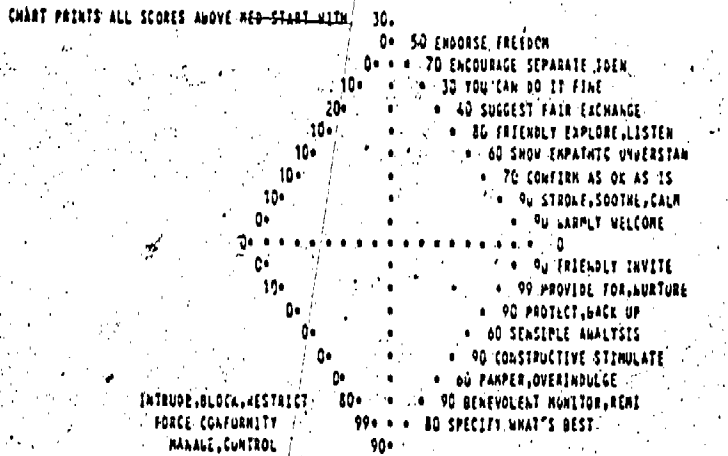 CHART PRINTS ALL SCORES ABOVE MED START WITH 30.
0 50 ENDORSE FREEDOM
0 70 ENCOURAGE SEPARATE IDEN
10 30 YOU CAN DO IT FINE
20 40 SUGGEST FAIR EXCHANGE
10 80 FRIENDLY EXPLORE,LISTEN
10 60 SHOW EMPATHIC UNDERSTAN
10 70 CONFIRM AS OK AS IS
10 90 STROKE,SOOTHE,CALM
0 90 WARMLY WELCOME
0 0
0 90 FRIENDLY INVITE
10 99 PROVIDE FOR,NURTURE
0 90 PROTECT,BACK UP
0 60 SENSIBLE ANALYSIS
0 90 CONSTRUCTIVE STIMULATE
0 60 PAMPER,OVERINDULGE
INTRUDE,BLOCK,RESTRICT 80 90 BENEVOLENT MONITOR,REMI
FORCE CONFORMITY 99 80 SPECIFY WHAT'S BEST
MANAGE,CONTROL 90